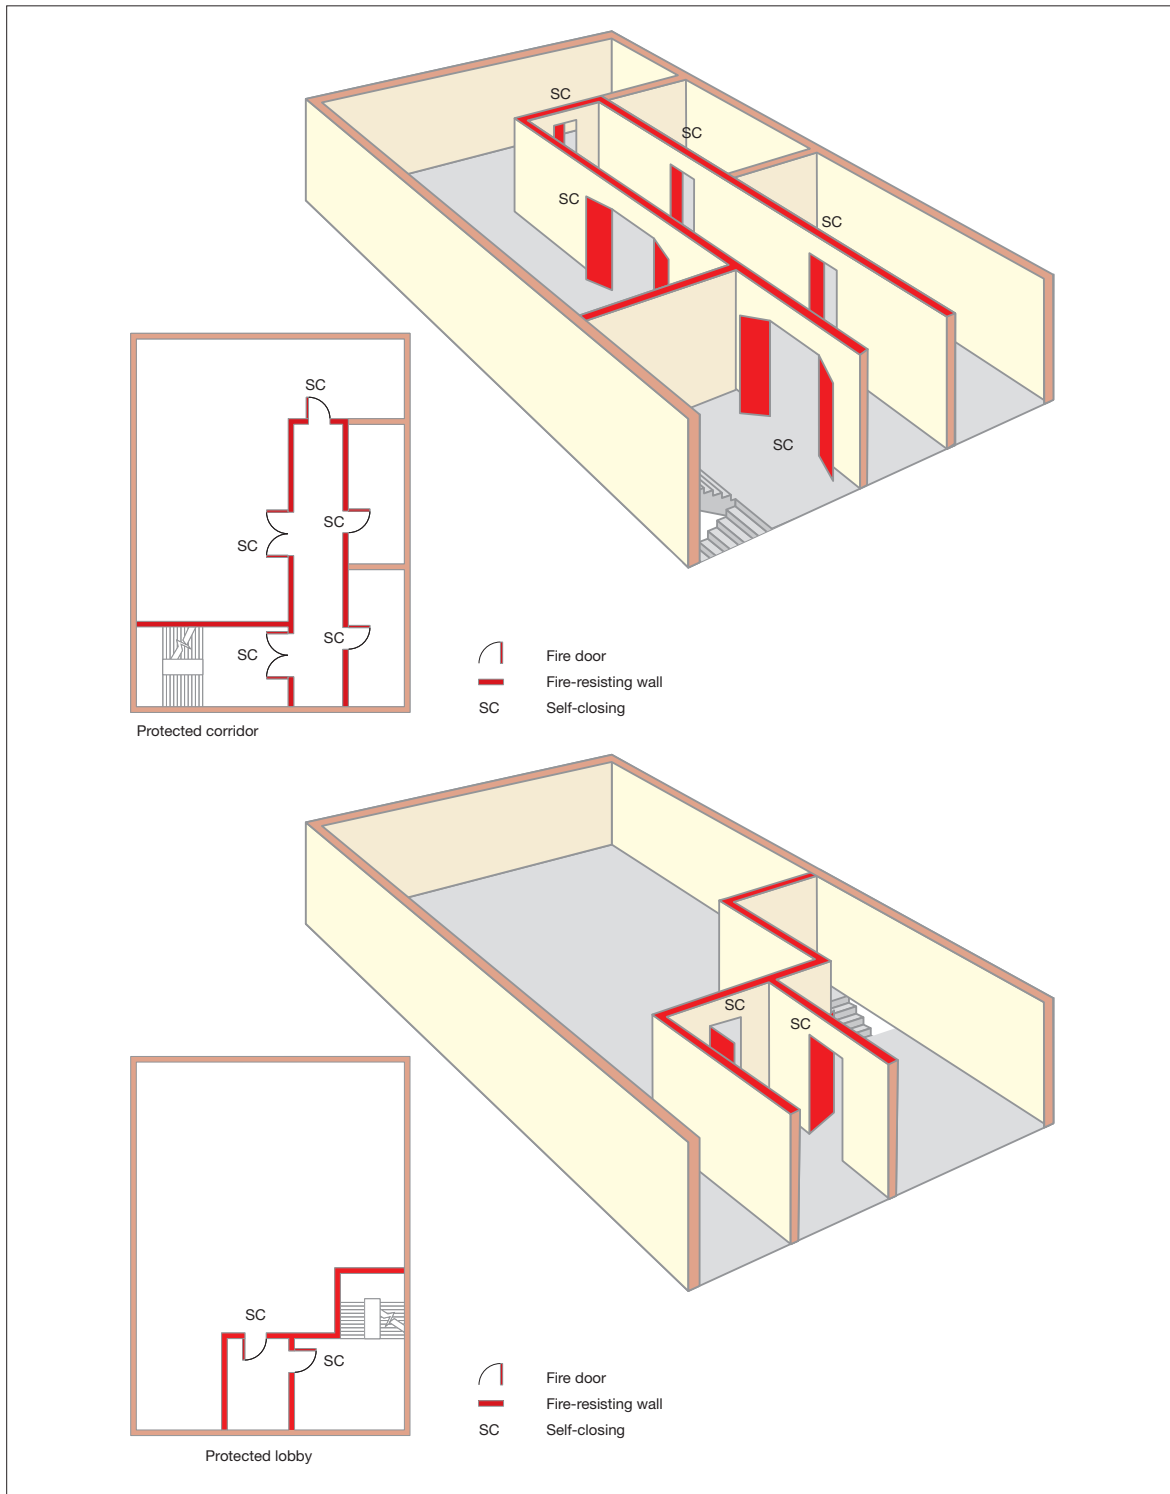 SC
SC
SC
SC
SC
SC
SC
SC
SC
SC
Fire door
Fire-resisting wall
SC Self-closing
Protected corridor
SC
SC
SC
SC
Fire door
Fire-resisting wall
SC Self-closing
Protected lobby